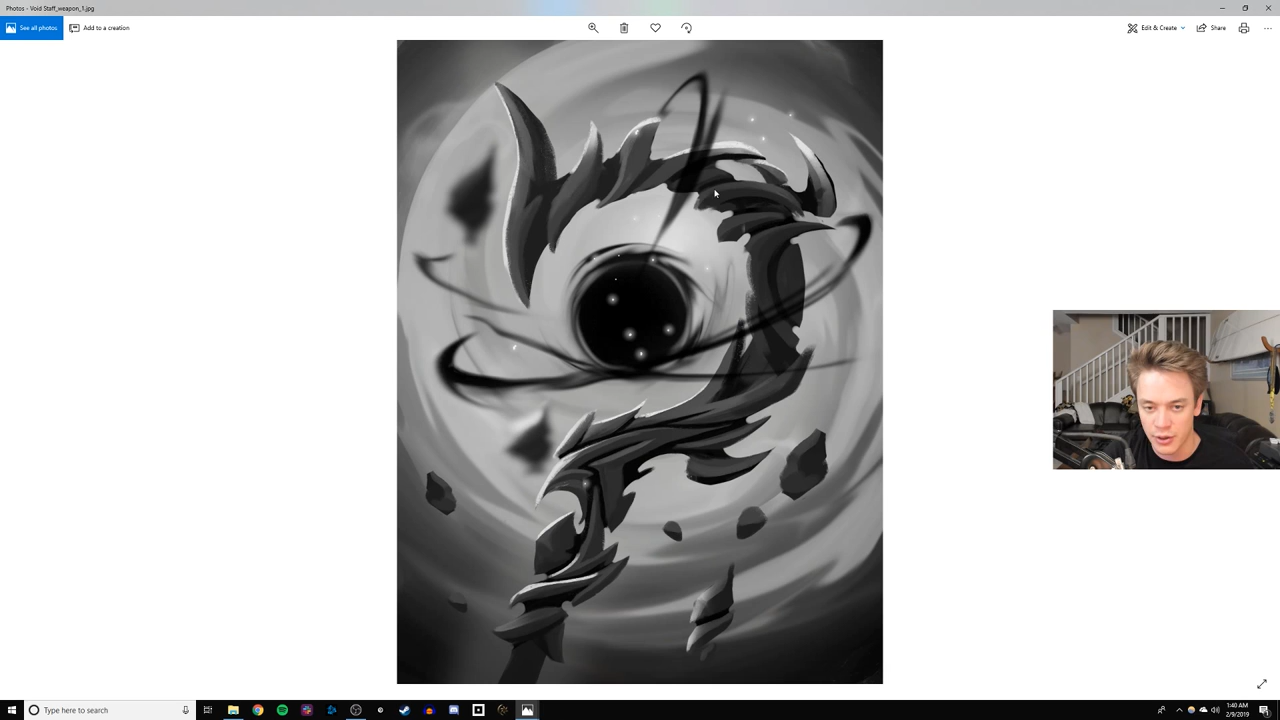 Photos - Void Staff_weapon_1.jpg
See all photos
Add to a creation
Edit & Create
Share
Type here to search
1:40 AM
2/9/2019